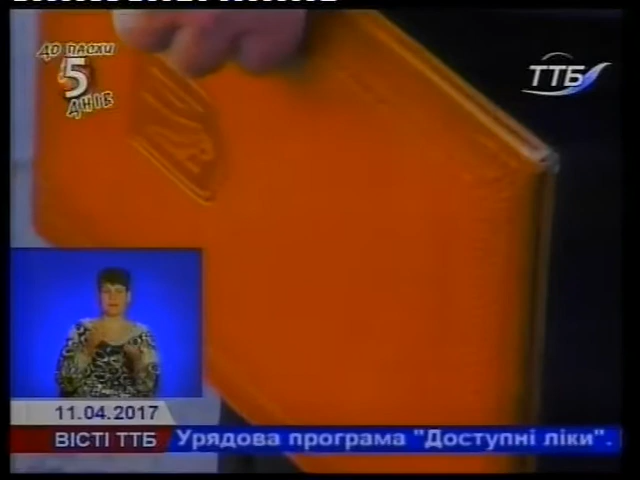 ДО ПАСХИ
5
ДНІВ
ТТБ
11.04.2017
ВІСТІ ТТБ
Урядова програма "Доступні ліки".